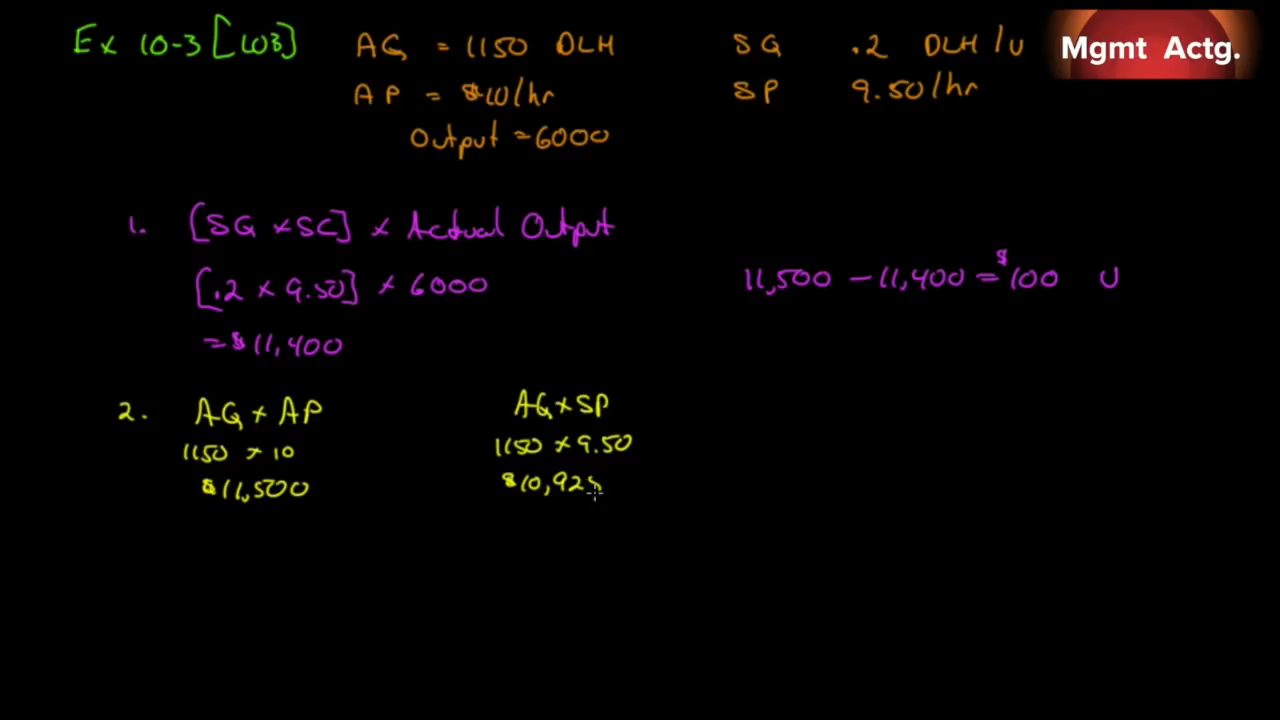 Ex 10-3 [LO3]
AQ = 1150 DLH
AP = $10/hr
Output = 6000
SQ .2 DLH/U
SP 9.50/hr
Mgmt Actg.
1. [SQ × SC] × Actual Output
[.2 × 9.50] × 6000
= $11,400
11,500 - 11,400 = $100 U
2. AQ × AP
1150 × 10
$11,500
AQ × SP
1150 × 9.50
$10,925